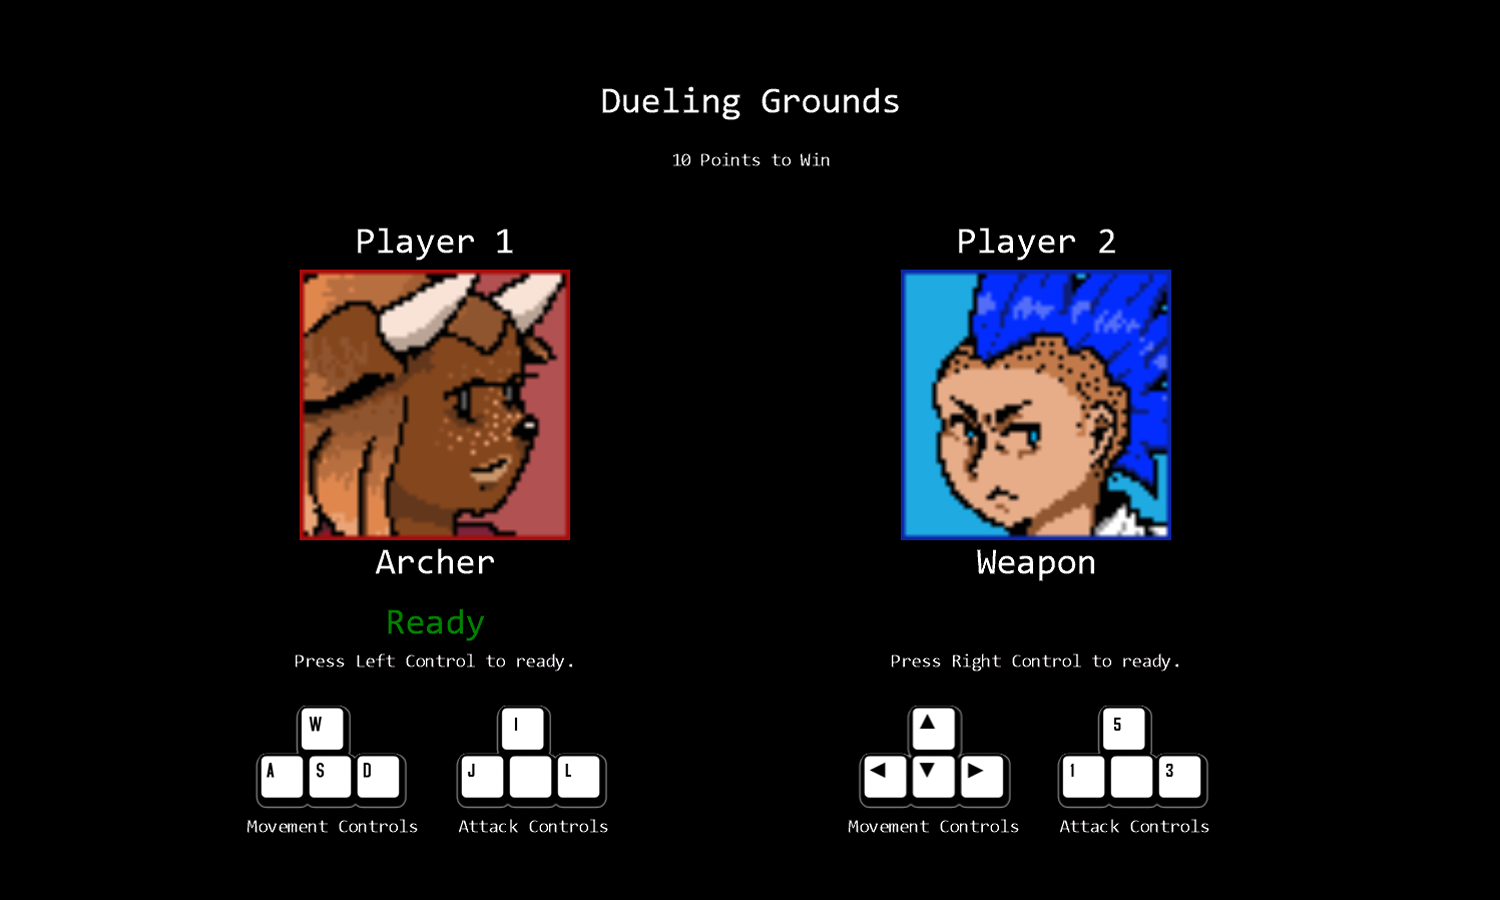 Dueling Grounds
10 Points to Win
Player 1
Player 2
Archer
Weapon
Ready
Press Left Control to ready.
Press Right Control to ready.
W
I
A S D
J L
5
1 3
Movement Controls
Attack Controls
Movement Controls
Attack Controls